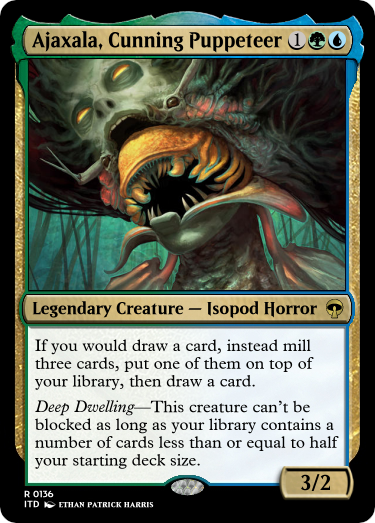 Ajaxala, Cunning Puppeteer 1
Legendary Creature — Isopod Horror
If you would draw a card, instead mill
three cards, put one of them on top of
your library, then draw a card.
Deep Dwelling—This creature can't be
blocked as long as your library contains a
number of cards less than or equal to half
your starting deck size.
3/2
R 0136
ITD ETHAN PATRICK HARRIS